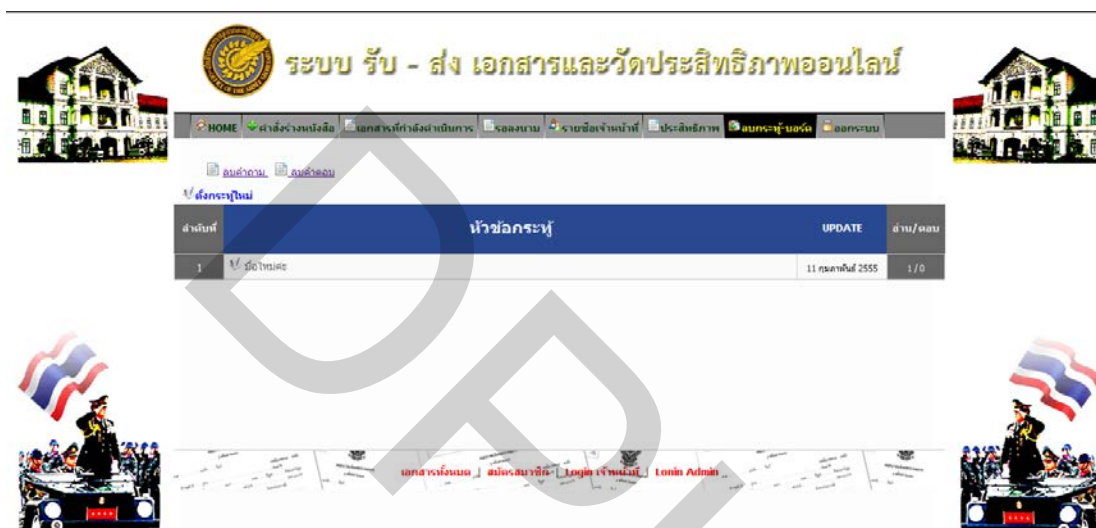 ระบบ รับ - ส่ง เอกสารและวัดประสิทธิภาพออนไลน์
HOME คำสั่งร่างหนังสือ เอกสารที่กำลังดำเนินการ รอลงนาม รายชื่อเจ้าหน้าที่ ประสิทธิภาพ ลบกระทู้-บอร์ด ออกระบบ
ลบคำถาม ลบคำตอบ
ตั้งกระทู้ใหม่
ลำดับที่ หัวข้อกระทู้ UPDATE อ่าน/ตอบ
1 มือใหม่ค่ะ 11 กุมภาพันธ์ 2555 1/0
เอกสารทั้งหมด | สมัครสมาชิก | Login เจ้าหน้าที่ | Lonin Admin